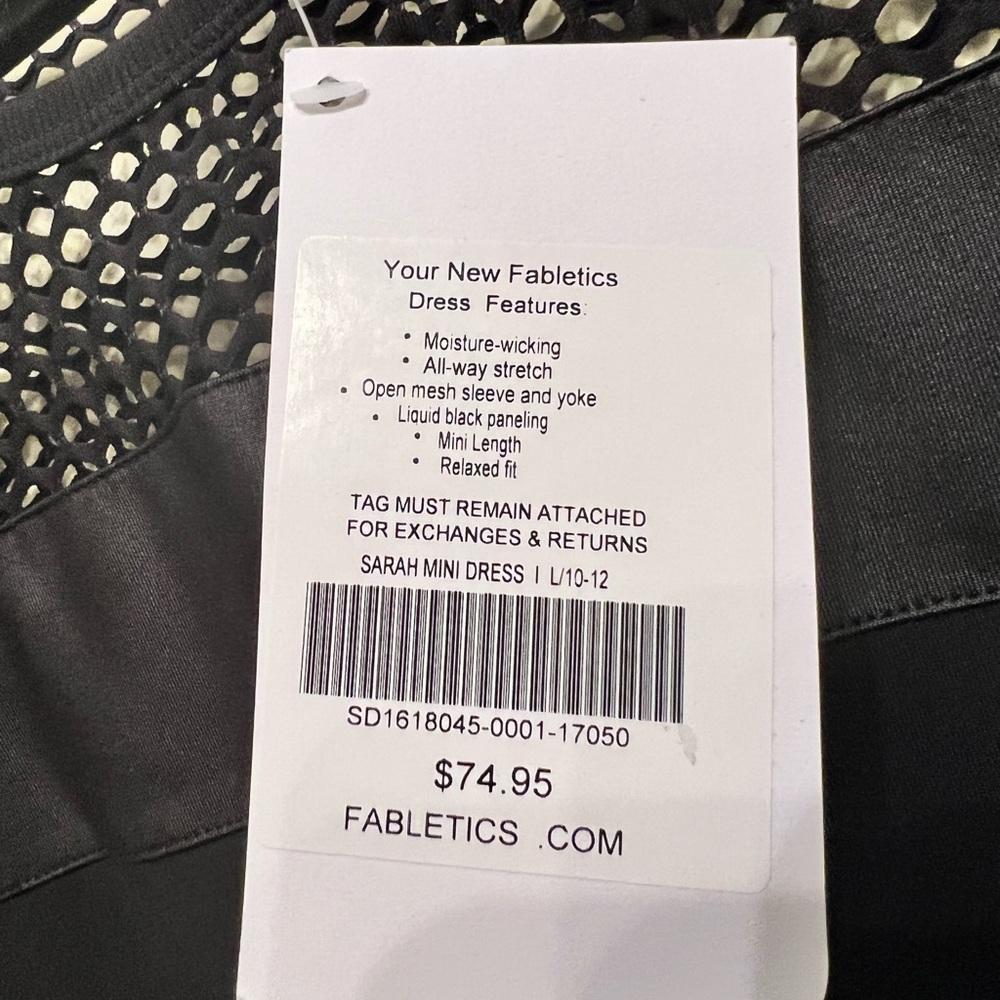 Your New Fabletics
Dress Features:
• Moisture-wicking
• All-way stretch
• Open mesh sleeve and yoke
• Liquid black paneling
• Mini Length
• Relaxed fit
TAG MUST REMAIN ATTACHED
FOR EXCHANGES & RETURNS
SARAH MINI DRESS | L/10-12
SD1618045-0001-17050
$74.95
FABLETICS .COM